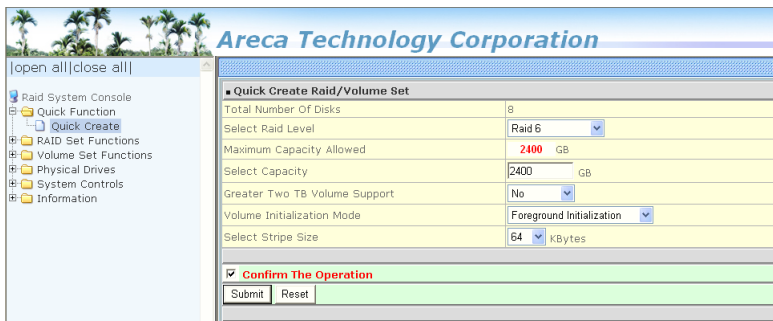 Areca Technology Corporation
|open all|close all|
Raid System Console
Quick Function
Quick Create
RAID Set Functions
Volume Set Functions
Physical Drives
System Controls
Information
Quick Create Raid/Volume Set
Total Number Of Disks 8
Select Raid Level Raid 6
Maximum Capacity Allowed 2400 GB
Select Capacity 2400 GB
Greater Two TB Volume Support No
Volume Initialization Mode Foreground Initialization
Select Stripe Size 64 KBytes
Confirm The Operation
Submit Reset